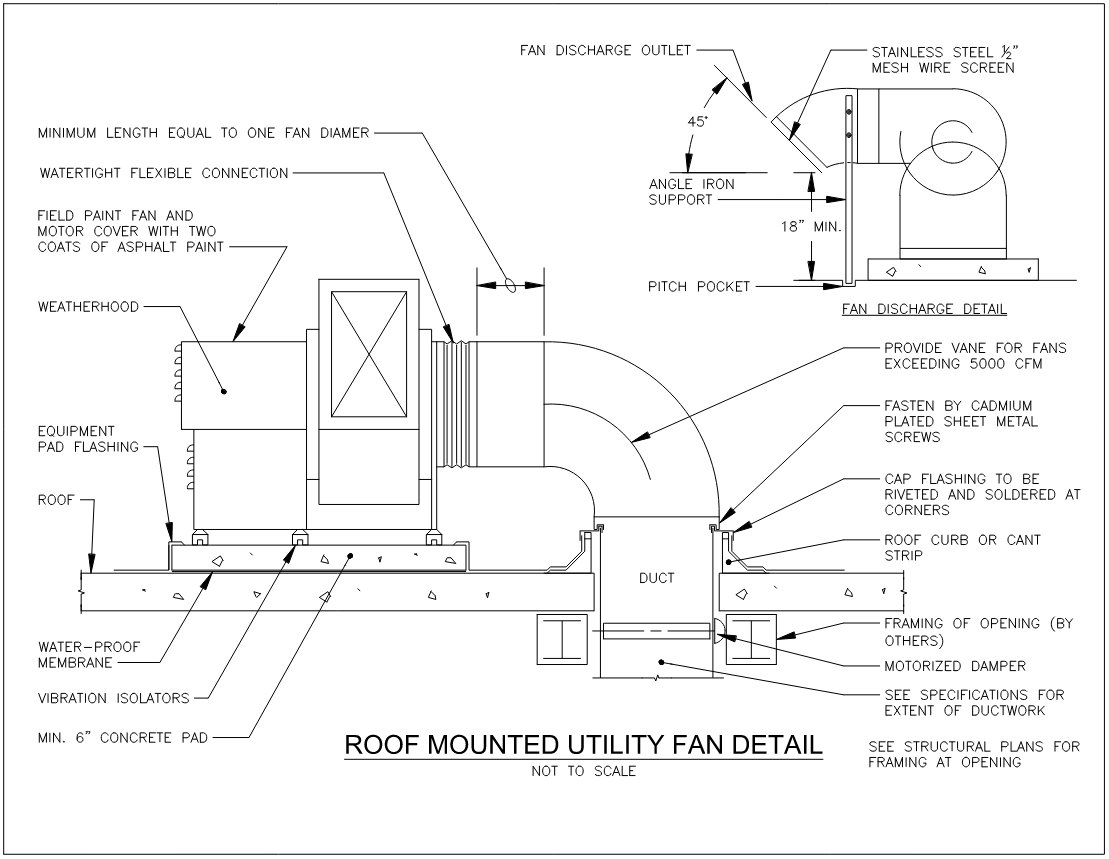 FAN DISCHARGE OUTLET
STAINLESS STEEL ½"
MESH WIRE SCREEN
45°
ANGLE IRON
SUPPORT
18" MIN.
PITCH POCKET
FAN DISCHARGE DETAIL
MINIMUM LENGTH EQUAL TO ONE FAN DIAMER
WATERTIGHT FLEXIBLE CONNECTION
FIELD PAINT FAN AND
MOTOR COVER WITH TWO
COATS OF ASPHALT PAINT
WEATHERHOOD
EQUIPMENT
PAD FLASHING
ROOF
WATER-PROOF
MEMBRANE
VIBRATION ISOLATORS
MIN. 6" CONCRETE PAD
DUCT
PROVIDE VANE FOR FANS
EXCEEDING 5000 CFM
FASTEN BY CADMIUM
PLATED SHEET METAL
SCREWS
CAP FLASHING TO BE
RIVETED AND SOLDERED AT
CORNERS
ROOF CURB OR CANT
STRIP
FRAMING OF OPENING (BY
OTHERS)
MOTORIZED DAMPER
SEE SPECIFICATIONS FOR
EXTENT OF DUCTWORK
SEE STRUCTURAL PLANS FOR
FRAMING AT OPENING
ROOF MOUNTED UTILITY FAN DETAIL
NOT TO SCALE